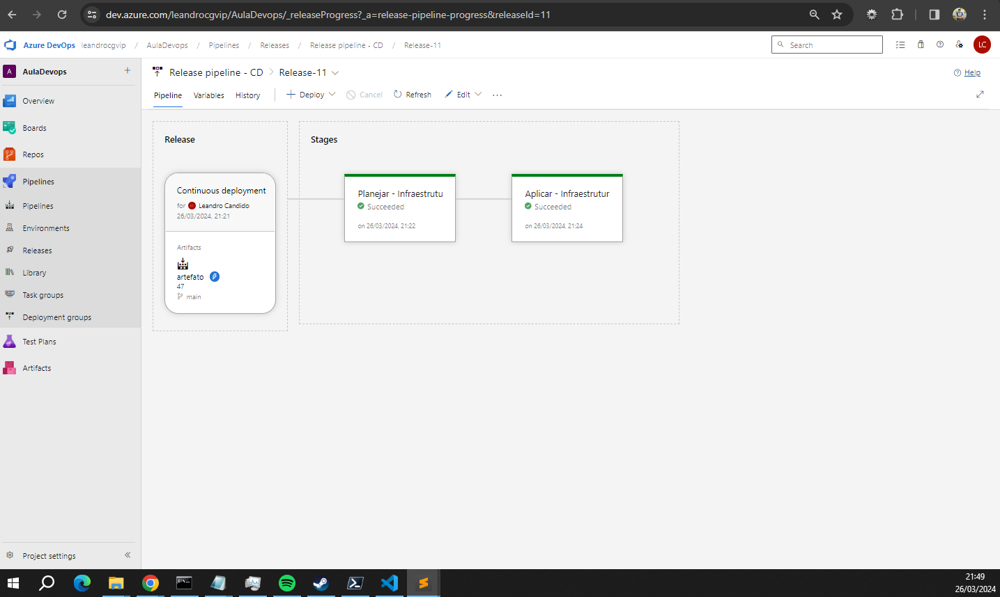 dev.azure.com/leandrocgvip/AulaDevops/_releaseProgress?_a=release-pipeline-progress&releaseId=11
Azure DevOps leandrocgvip / AulaDevops / Pipelines / Releases / Release pipeline - CD / Release-11
Search
LC
A AulaDevops +
Overview
Boards
Repos
Pipelines
Pipelines
Environments
Releases
Library
Task groups
Deployment groups
Test Plans
Artifacts
Project settings
Release pipeline - CD > Release-11
Help
Pipeline Variables History Deploy Cancel Refresh Edit ...
Release
Continuous deployment
for LC Leandro Candido
26/03/2024, 21:21
Artifacts
artefato
47
main
Stages
Planejar - Infraestrutu
Succeeded
on 26/03/2024, 21:22
Aplicar - Infraestrutur
Succeeded
on 26/03/2024, 21:24
21:49
26/03/2024